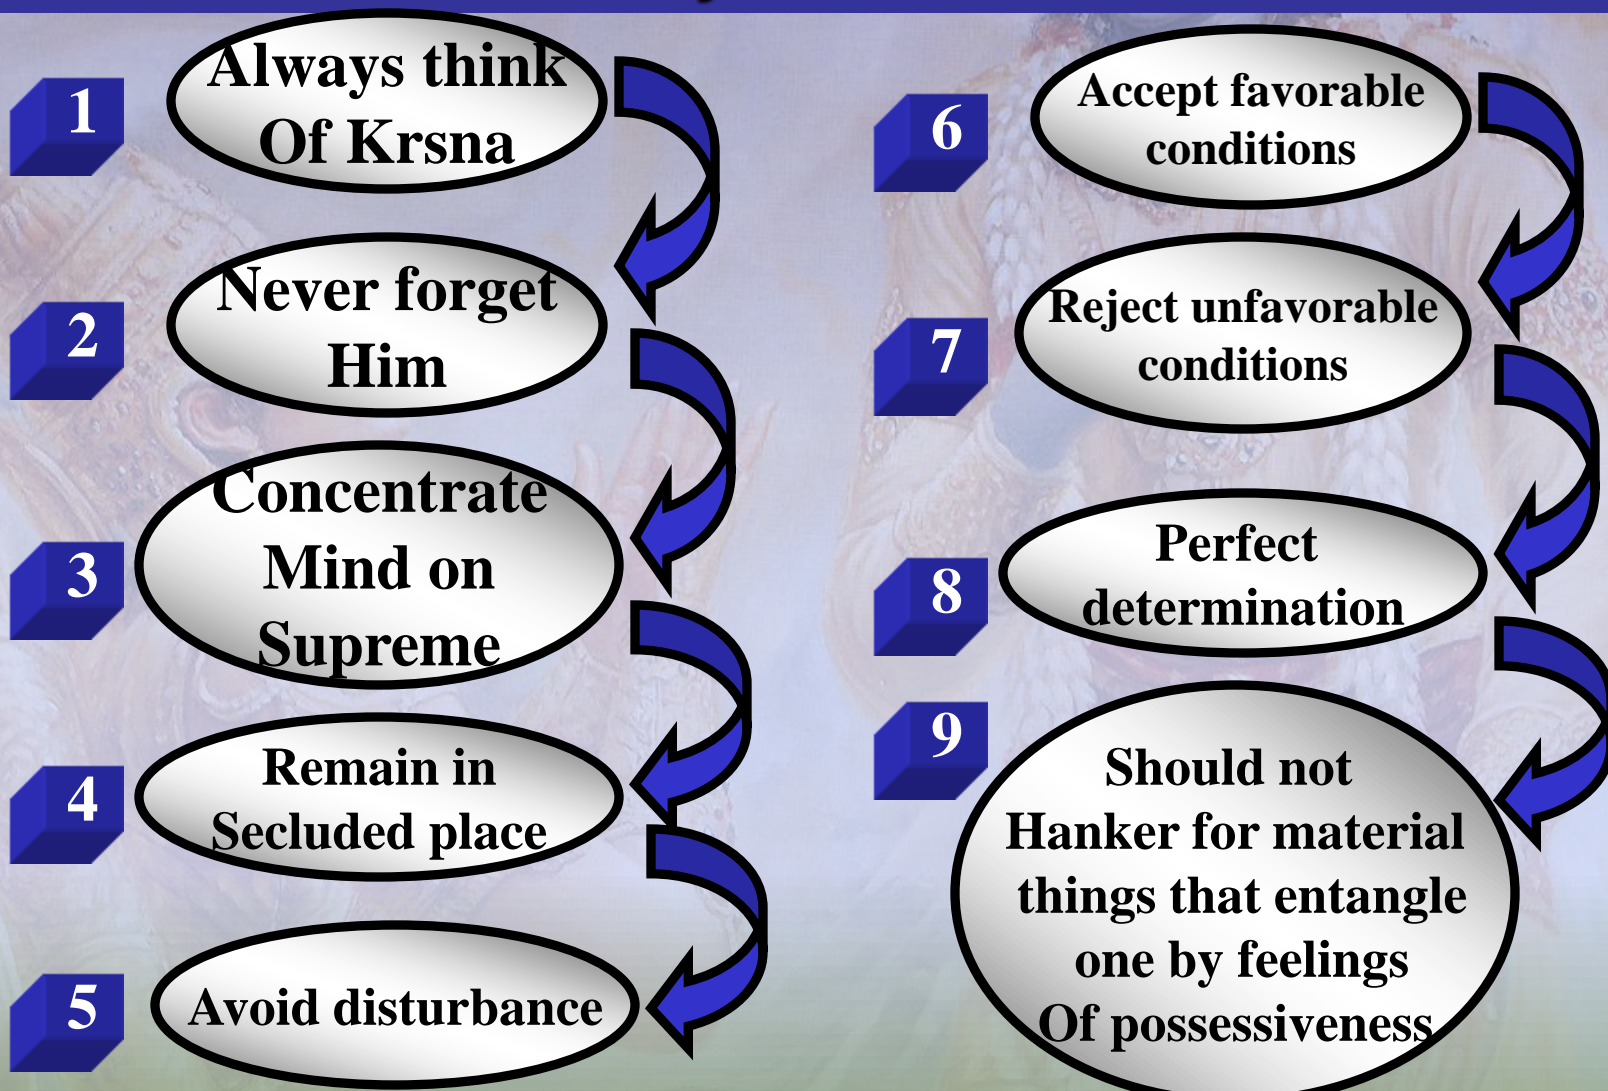 1
Always think
Of Krsna
2
Never forget
Him
3
Concentrate
Mind on
Supreme
4
Remain in
Secluded place
5
Avoid disturbance
6
Accept favorable
conditions
7
Reject unfavorable
conditions
8
Perfect
determination
9
Should not
Hanker for material
things that entangle
one by feelings
Of possessiveness